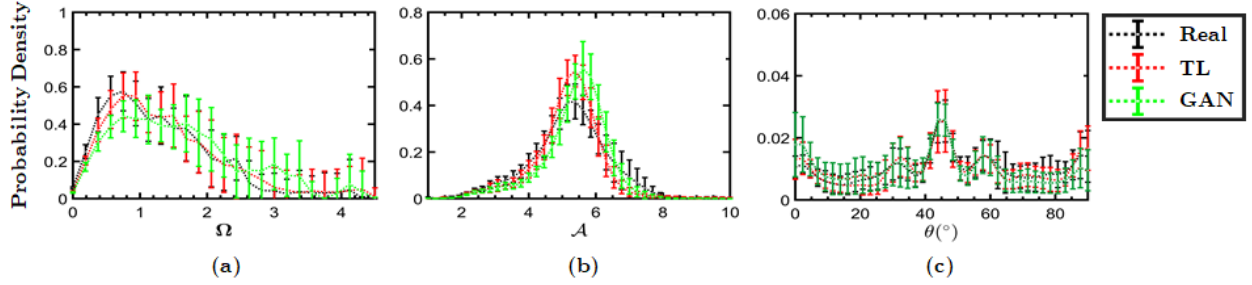 Probability Density
1
0.8
0.6
0.4
0.2
0
0 1 2 3 4
Ω
(a)
0.8
0.6
0.4
0.2
0
2 4 6 8 10
𝒜
(b)
0.06
0.04
0.02
0
0 20 40 60 80
θ(°)
(c)
Real
TL
GAN